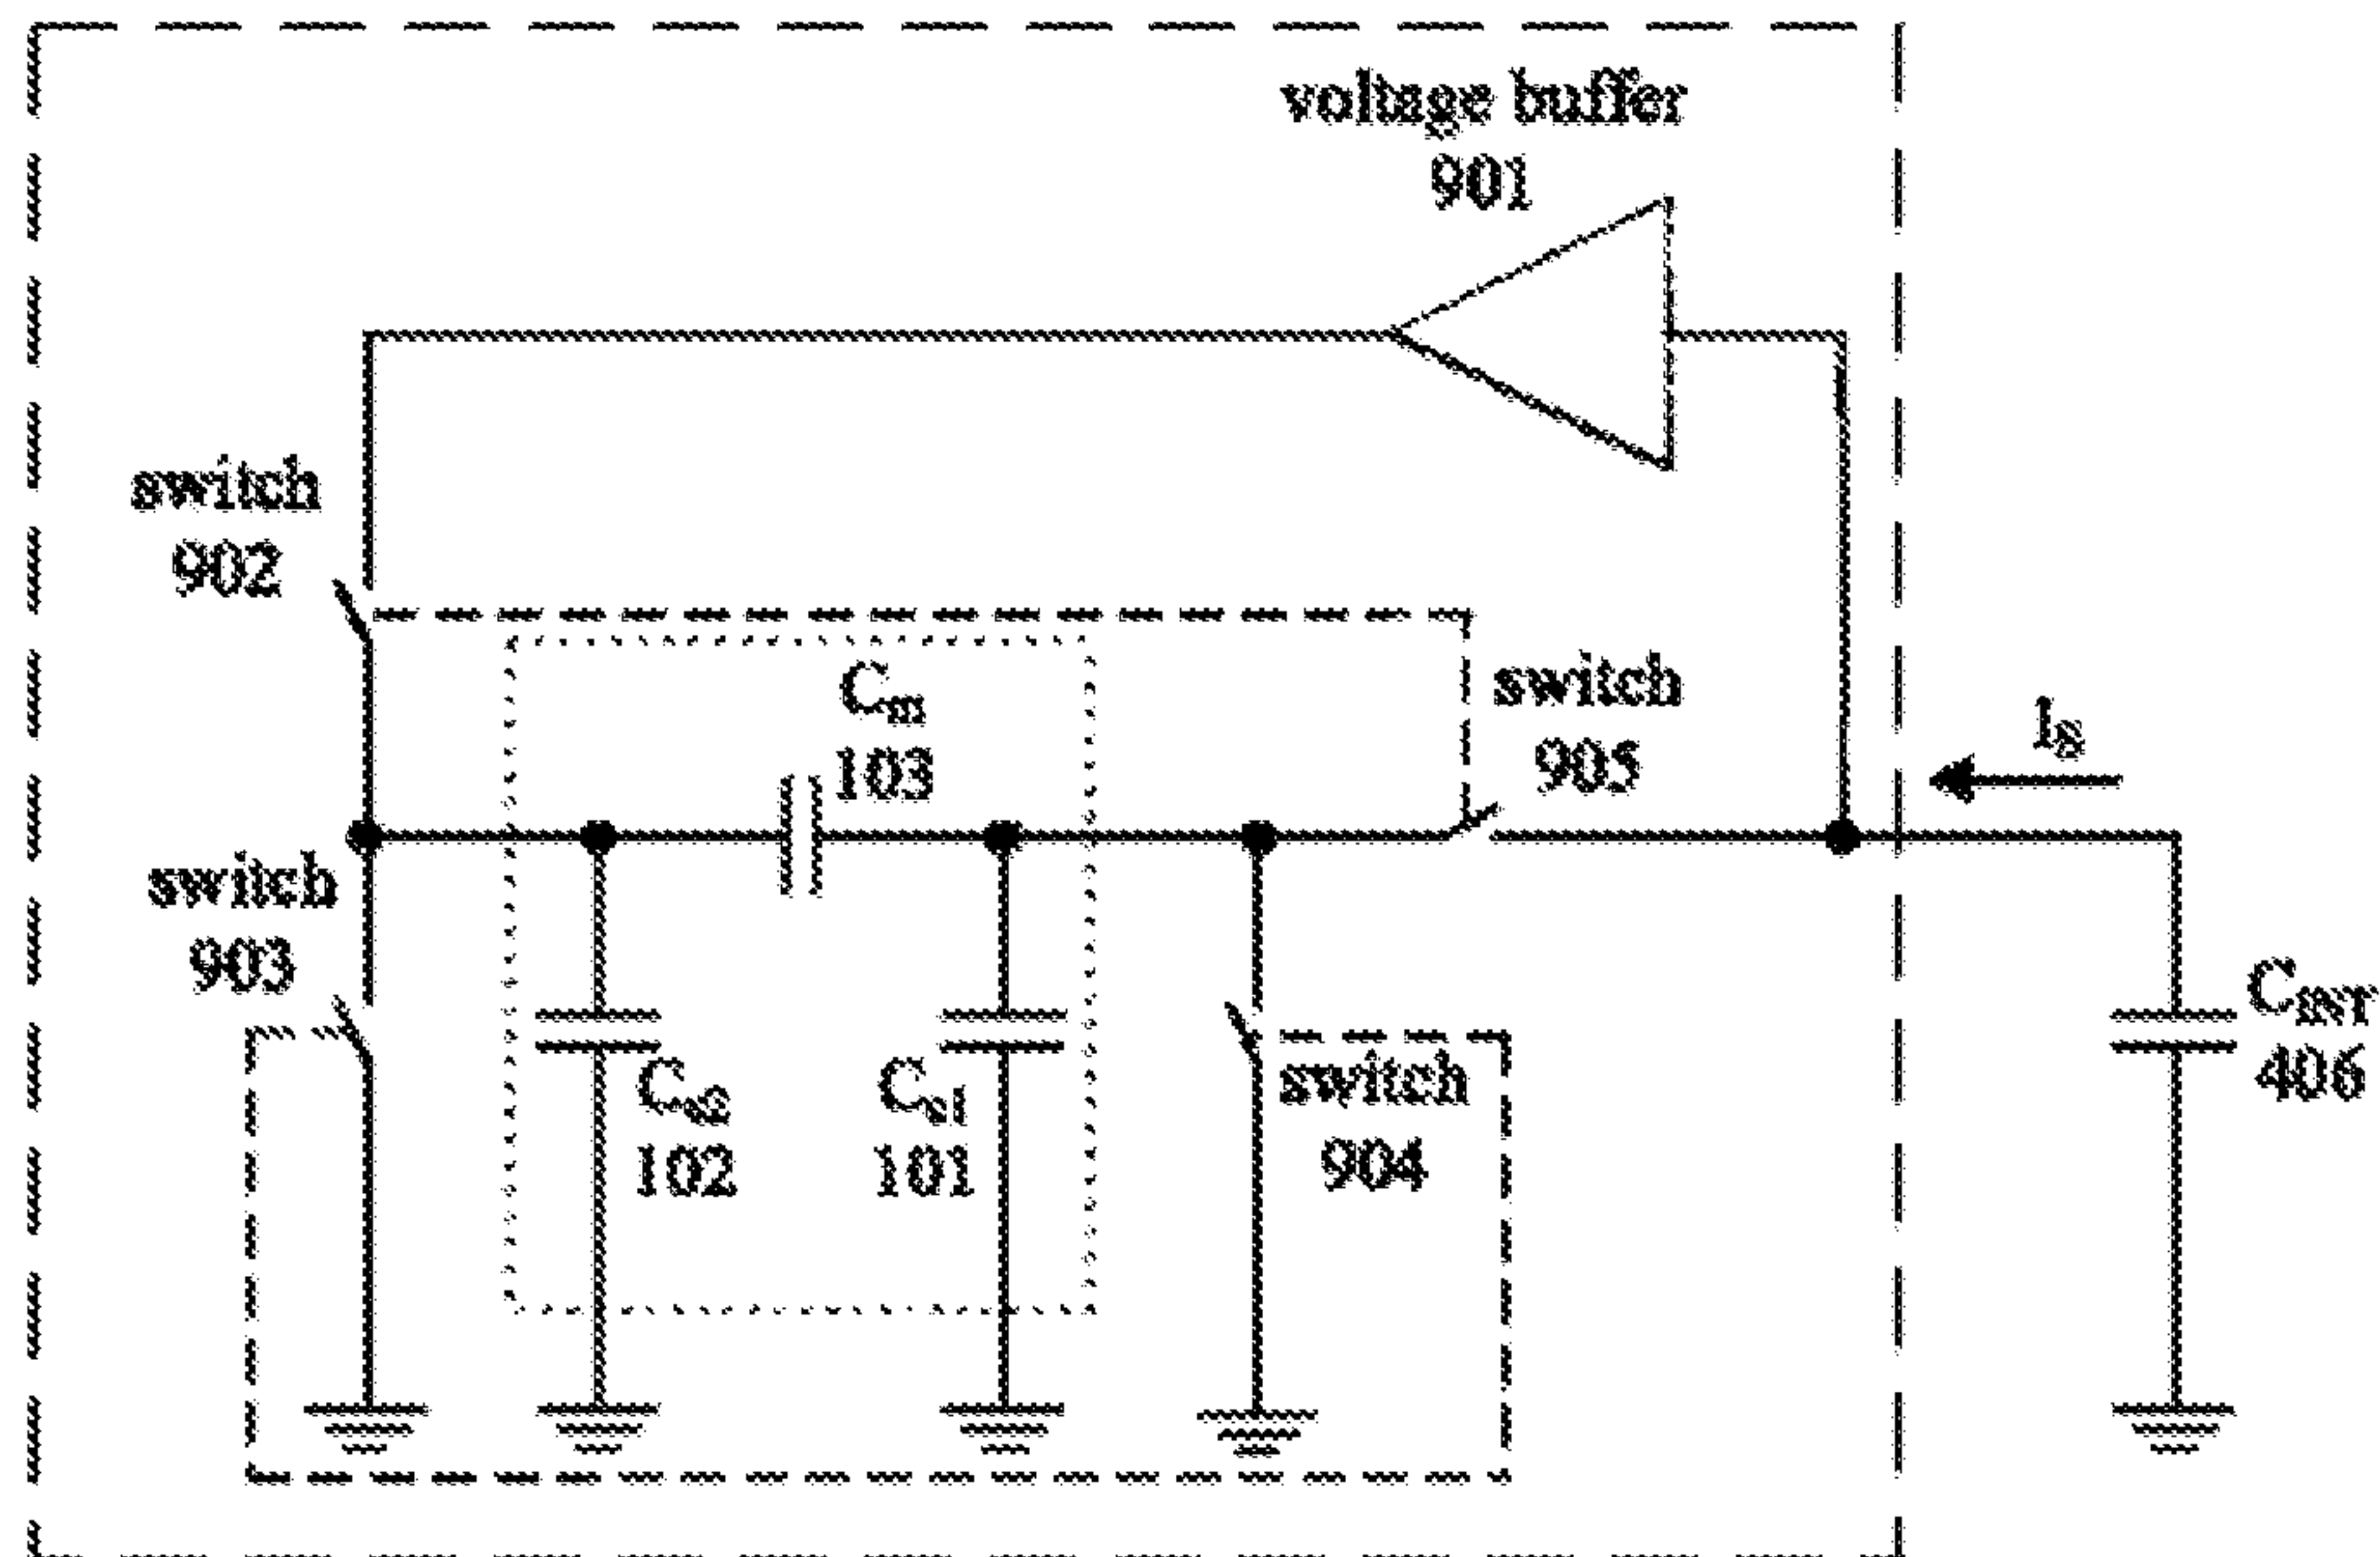 voltage buffer
901
switch
902
Cm
103
switch
905
IS
switch
903
CINT
406
Cs2
102
Cs1
101
switch
904